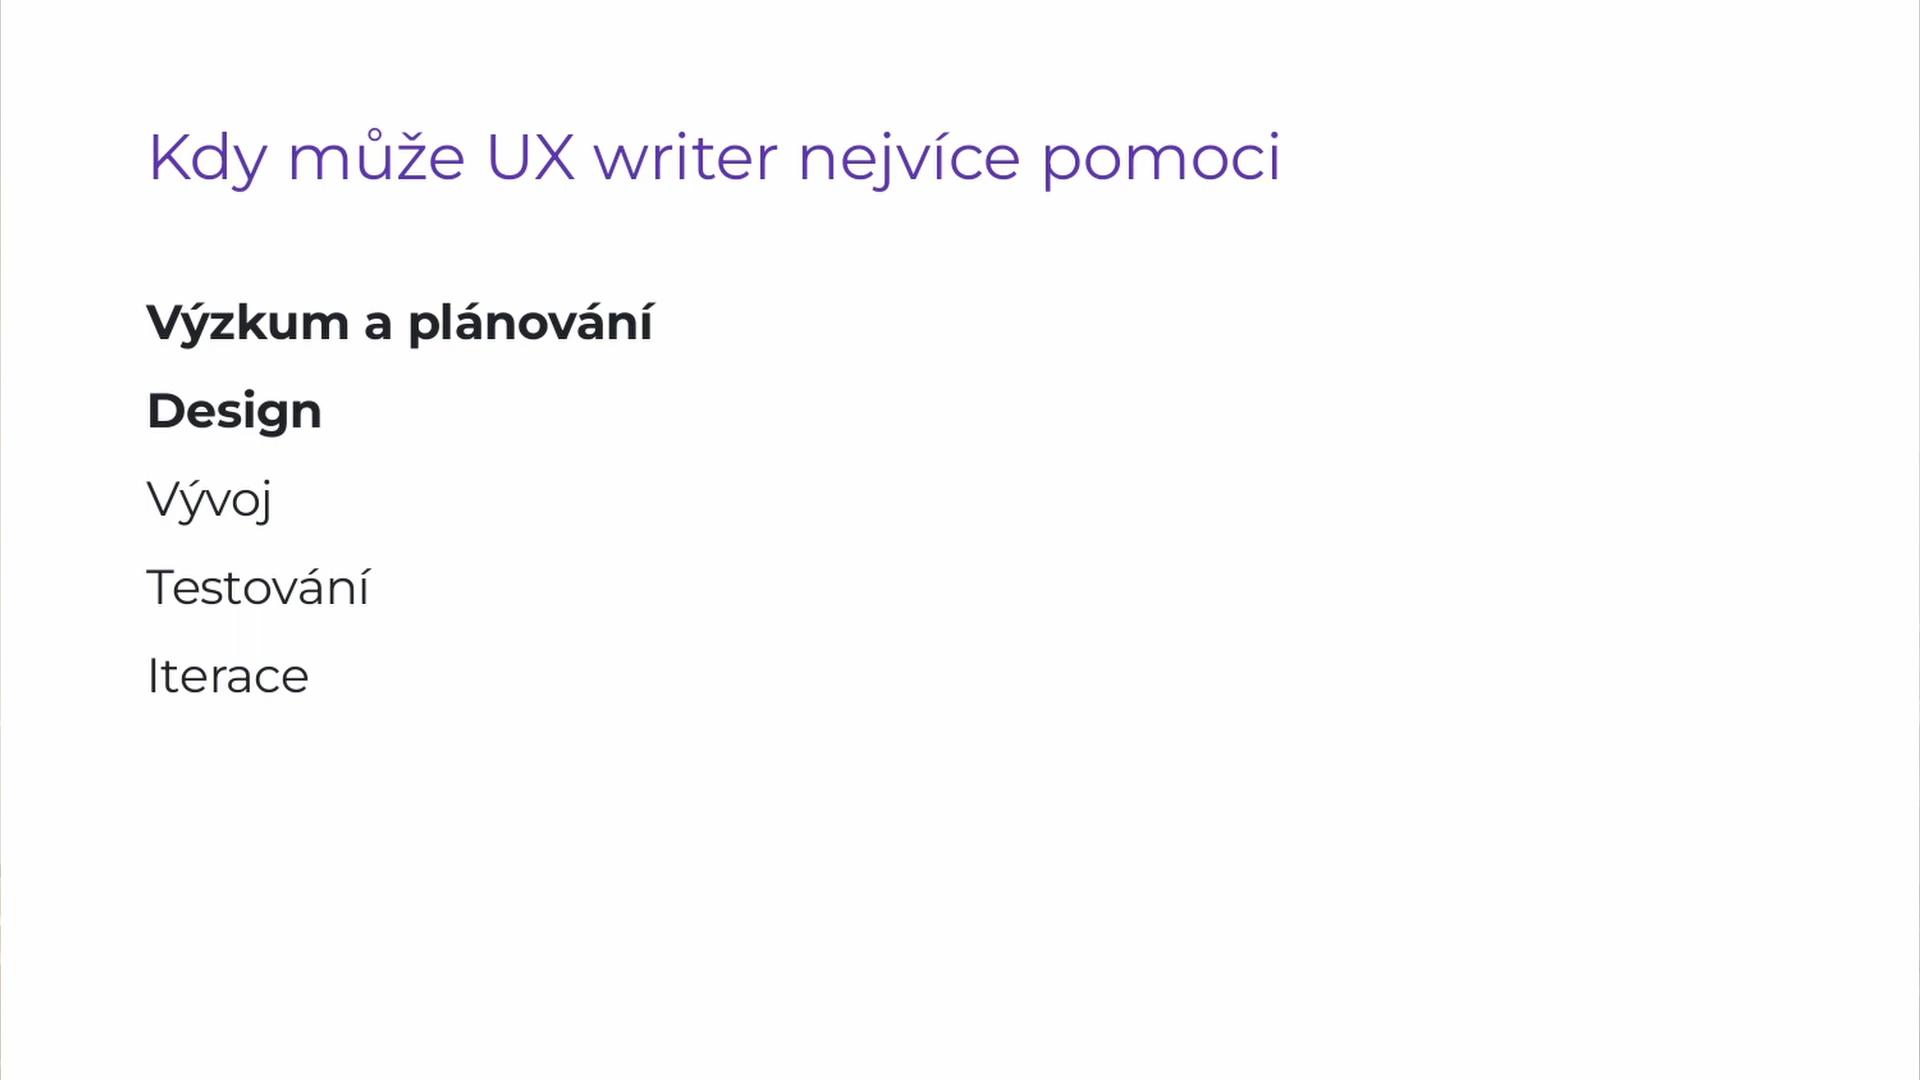 Kdy může UX writer nejvíce pomoci
Výzkum a plánování
Design
Vývoj
Testování
Iterace